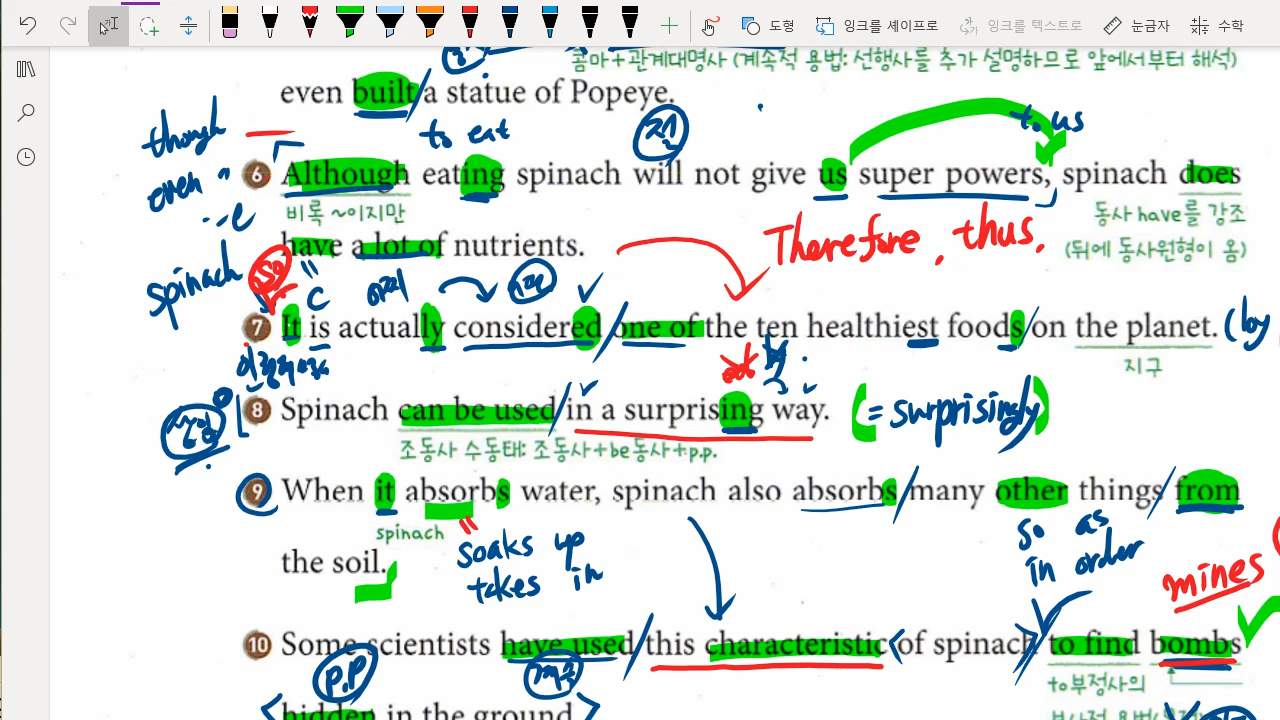 도형 잉크를 셰이프로 잉크를 텍스트로 눈금자 수학
콤마+관계대명사 (계속적 용법: 선행사를 추가 설명하므로 앞에서부터 해석)
even built a statue of Popeye.
though
to eat
to us
even "
6 Although eating spinach will not give us super powers, spinach does
비록 ~이지만
동사 have를 강조
(뒤에 동사원형이 옴)
have a lot of nutrients.
Therefore, thus.
spinach
7 It is actually considered one of the ten healthiest foods on the planet. (by
지구
8 Spinach can be used in a surprising way. (= surprisingly)
조동사 수동태: 조동사+be동사+p.p.
9 When it absorbs water, spinach also absorbs many other things from
spinach
soaks up
takes in
so as
in order
the soil.
mines
10 Some scientists have used this characteristic of spinach to find bombs
p.p
to부정사의
hidden in the ground.